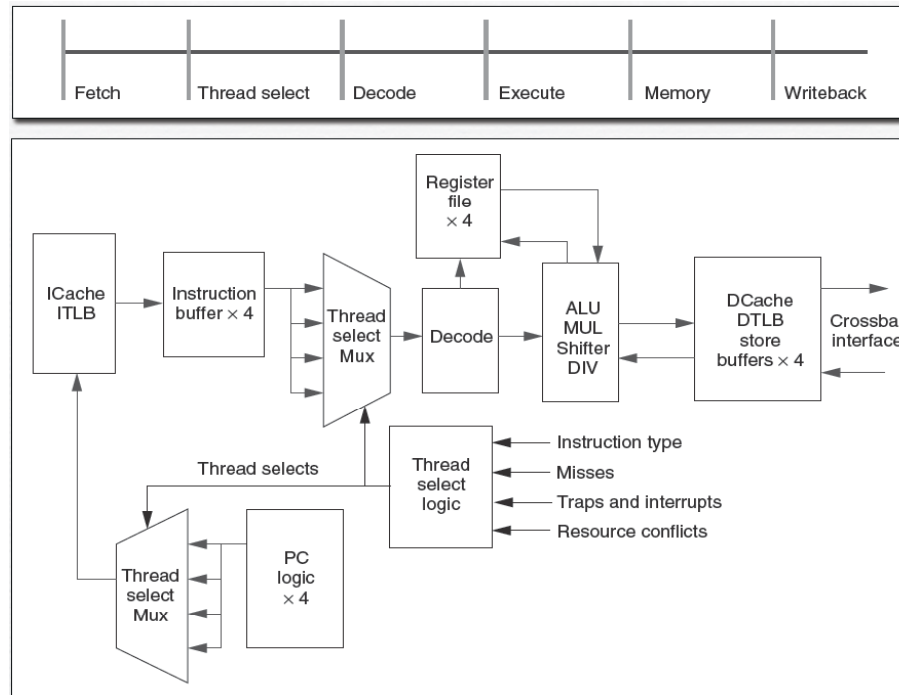 Fetch
Thread select
Decode
Execute
Memory
Writeback
ICache
ITLB
Instruction
buffer × 4
Thread
select
Mux
Register
file
× 4
Decode
ALU
MUL
Shifter
DIV
DCache
DTLB
store
buffers × 4
Crossba
interface
Thread selects
Thread
select
logic
Instruction type
Misses
Traps and interrupts
Resource conflicts
Thread
select
Mux
PC
logic
× 4